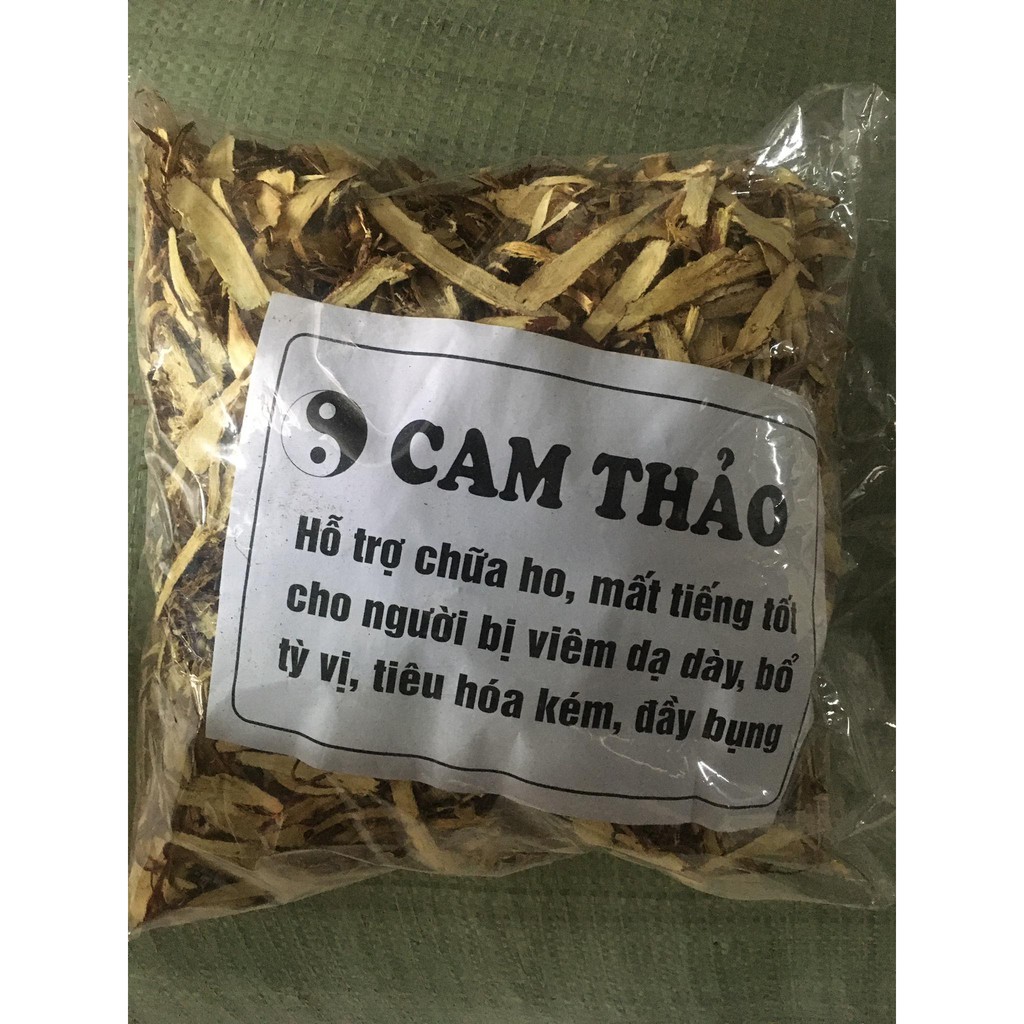 CAM THẢO
Hỗ trợ chữa ho, mất tiếng tốt
cho người bị viêm dạ dày, bổ
tỳ vị, tiêu hóa kém, đầy bụng